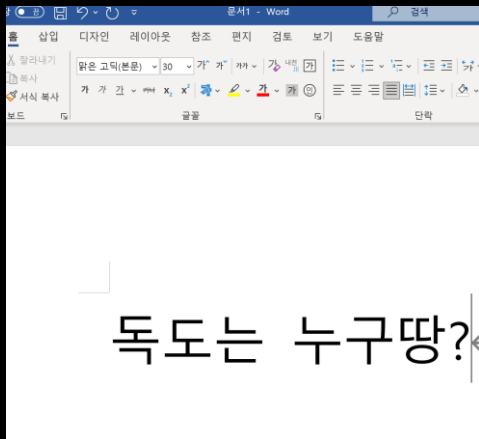 문서1 - Word
검색
홈 삽입 디자인 레이아웃 참조 편지 검토 보기 도움말
잘라내기
복사
서식 복사
맑은 고딕(본문) 30
보드 글꼴 단락
독도는 누구땅?